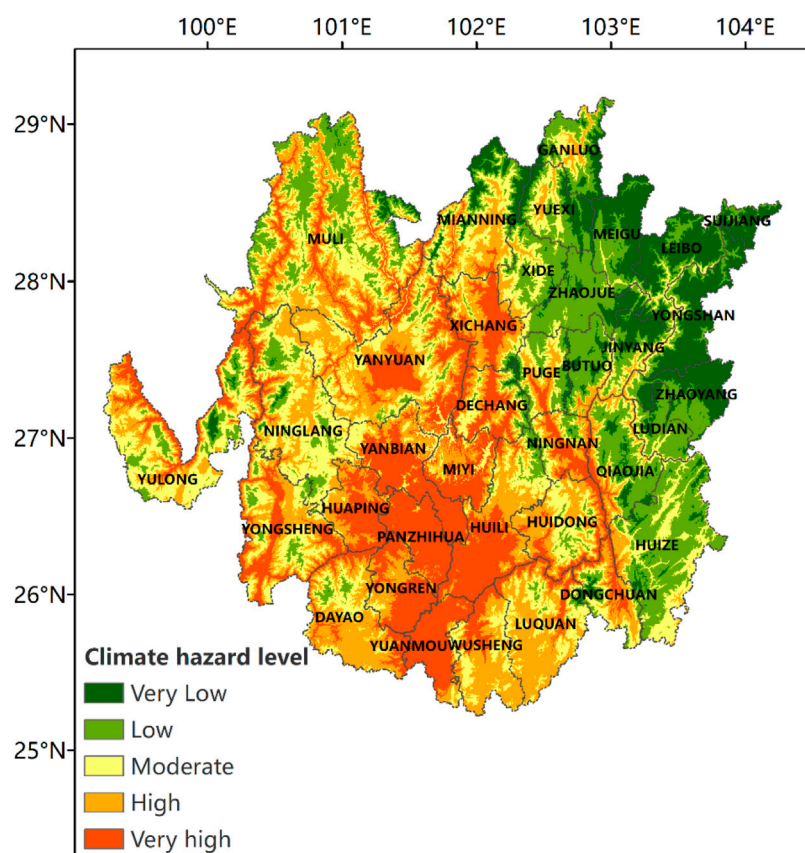 100°E 101°E 102°E 103°E 104°E
29°N
28°N
27°N
26°N
25°N
GANLUO
YUEXI
MIANNING
MULI
MEIGU
SUIJIANG
LEIBO
XIDE
ZHAOJUE
YONGSHAN
XICHANG
JINYANG
YANYUAN
PUGE
BUTUO
ZHAOYANG
DECHANG
NINGLANG
YANBIAN
NINGNAN
LUDIAN
YULONG
MIYI
QIAOJIA
HUAPING
YONGSHENG
PANZHIHUA
HUILI
HUIDONG
HUIZE
YONGREN
DONGCHUAN
DAYAO
LUQUAN
YUANMOU
WUSHENG
Climate hazard level
Very Low
Low
Moderate
High
Very high